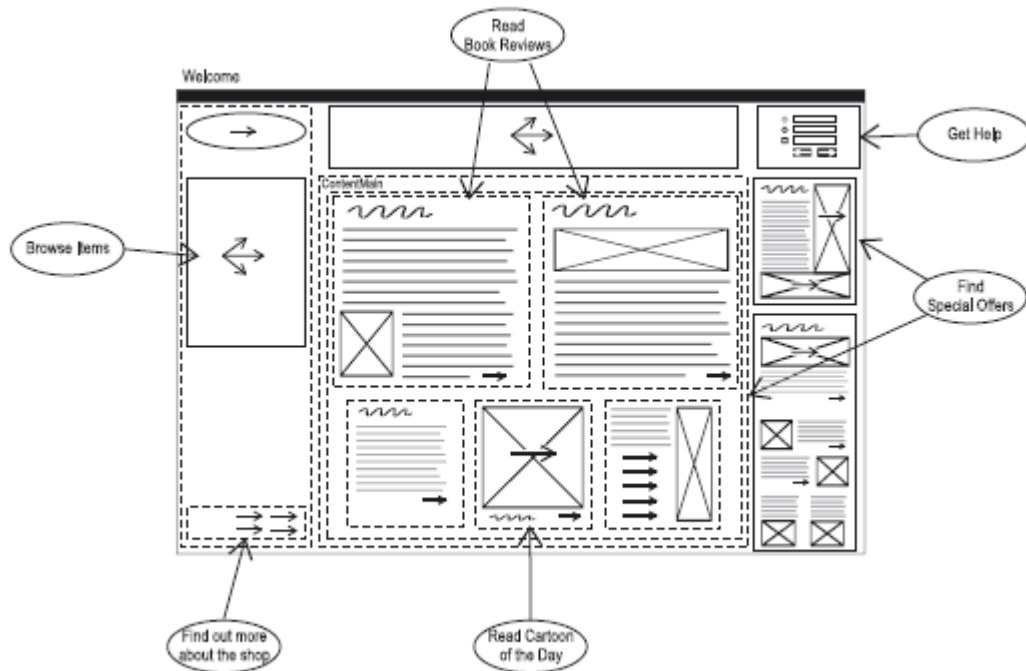 Read
Book Reviews
Welcome
Get Help
ContentMain
Browse Items
Find
Special Offers
Find out more
about the shop
Read Cartoon
of the Day